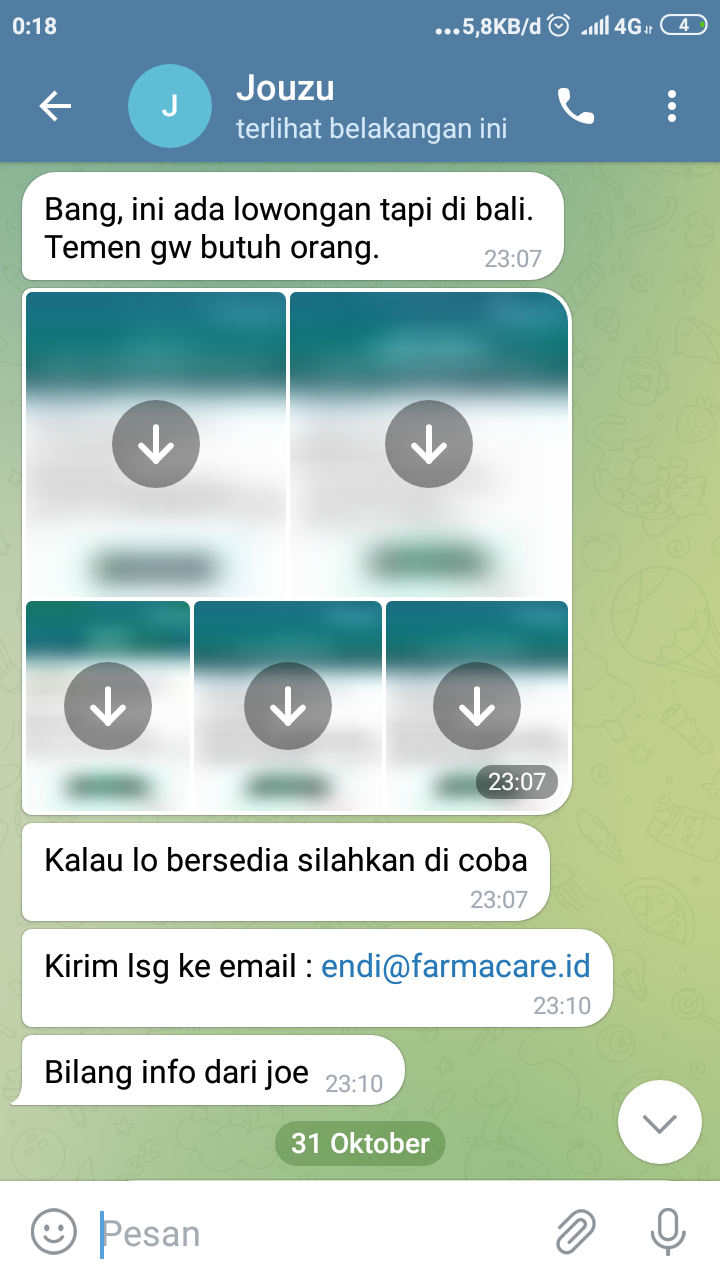 0:18
...5,8KB/d
4G
4
J
Jouzu
terlihat belakangan ini
Bang, ini ada lowongan tapi di bali.
Temen gw butuh orang.
23:07
23:07
Kalau lo bersedia silahkan di coba
23:07
Kirim lsg ke email : endi@farmacare.id
23:10
Bilang info dari joe
23:10
31 Oktober
Pesan